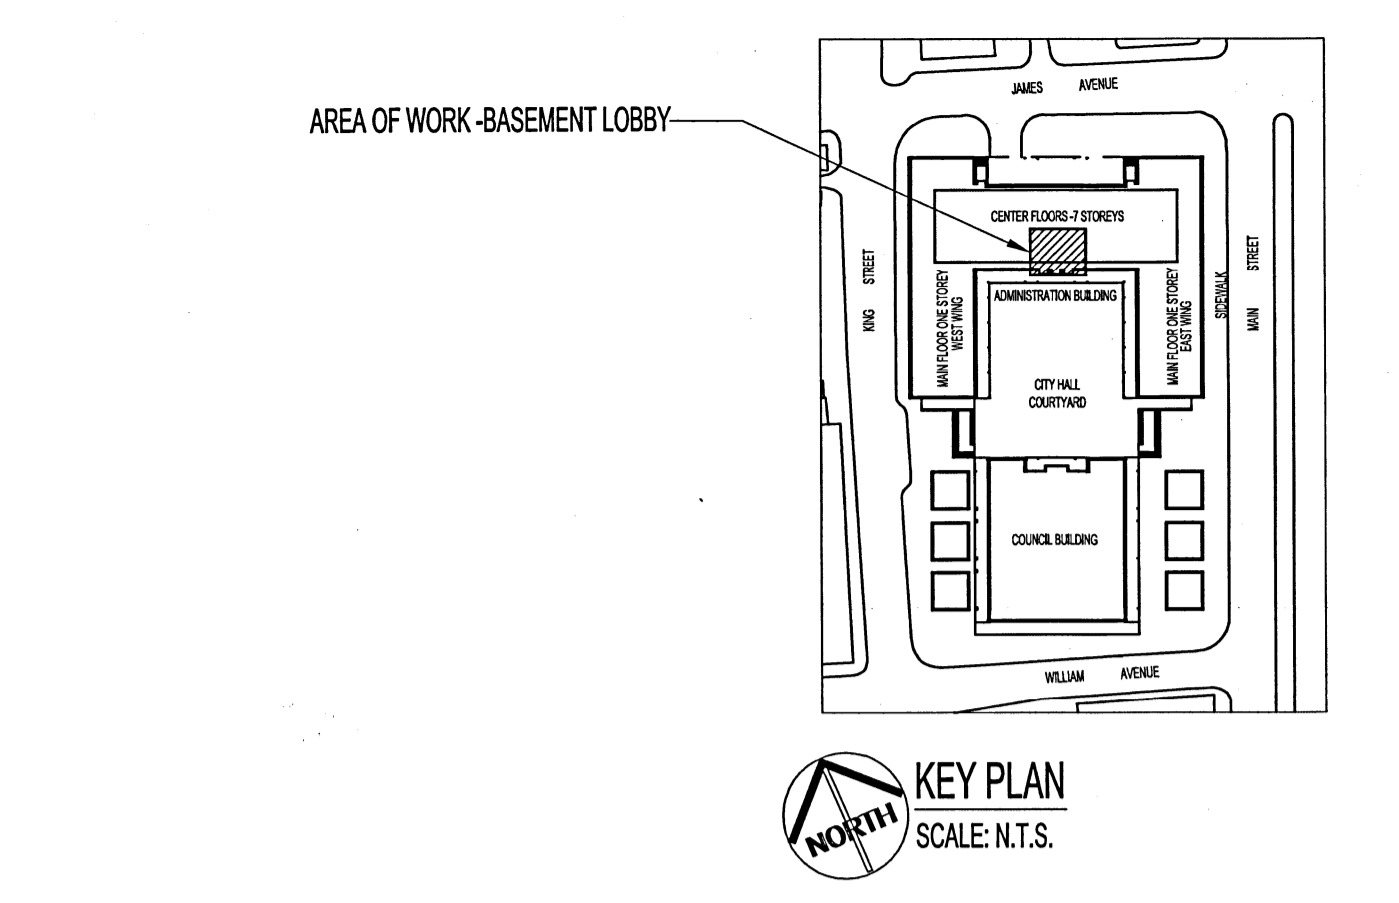 JAMES AVENUE
AREA OF WORK -BASEMENT LOBBY
CENTER FLOORS -7 STOREYS
KING STREET
MAIN FLOOR ONE STOREY
WEST WING
ADMINISTRATION BUILDING
MAIN FLOOR ONE STOREY
EAST WING
SIDEWALK
MAIN STREET
CITY HALL
COURTYARD
COUNCIL BUILDING
WILLIAM AVENUE
NORTH
KEY PLAN
SCALE: N.T.S.